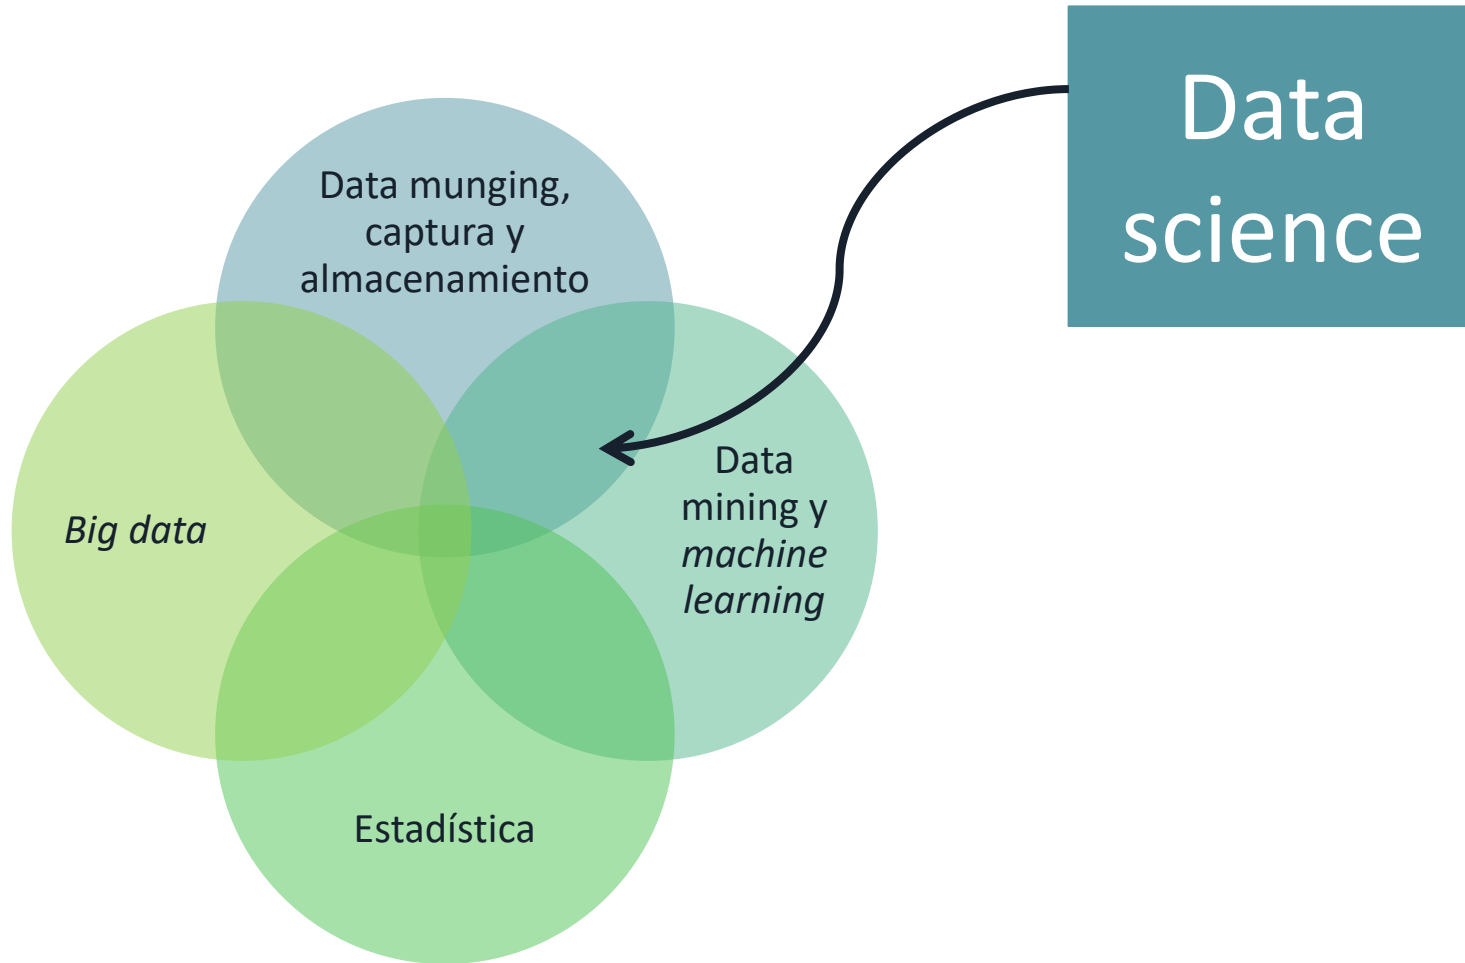 Data
science
Data munging,
captura y
almacenamiento
Big data
Data
mining y
machine
learning
Estadística